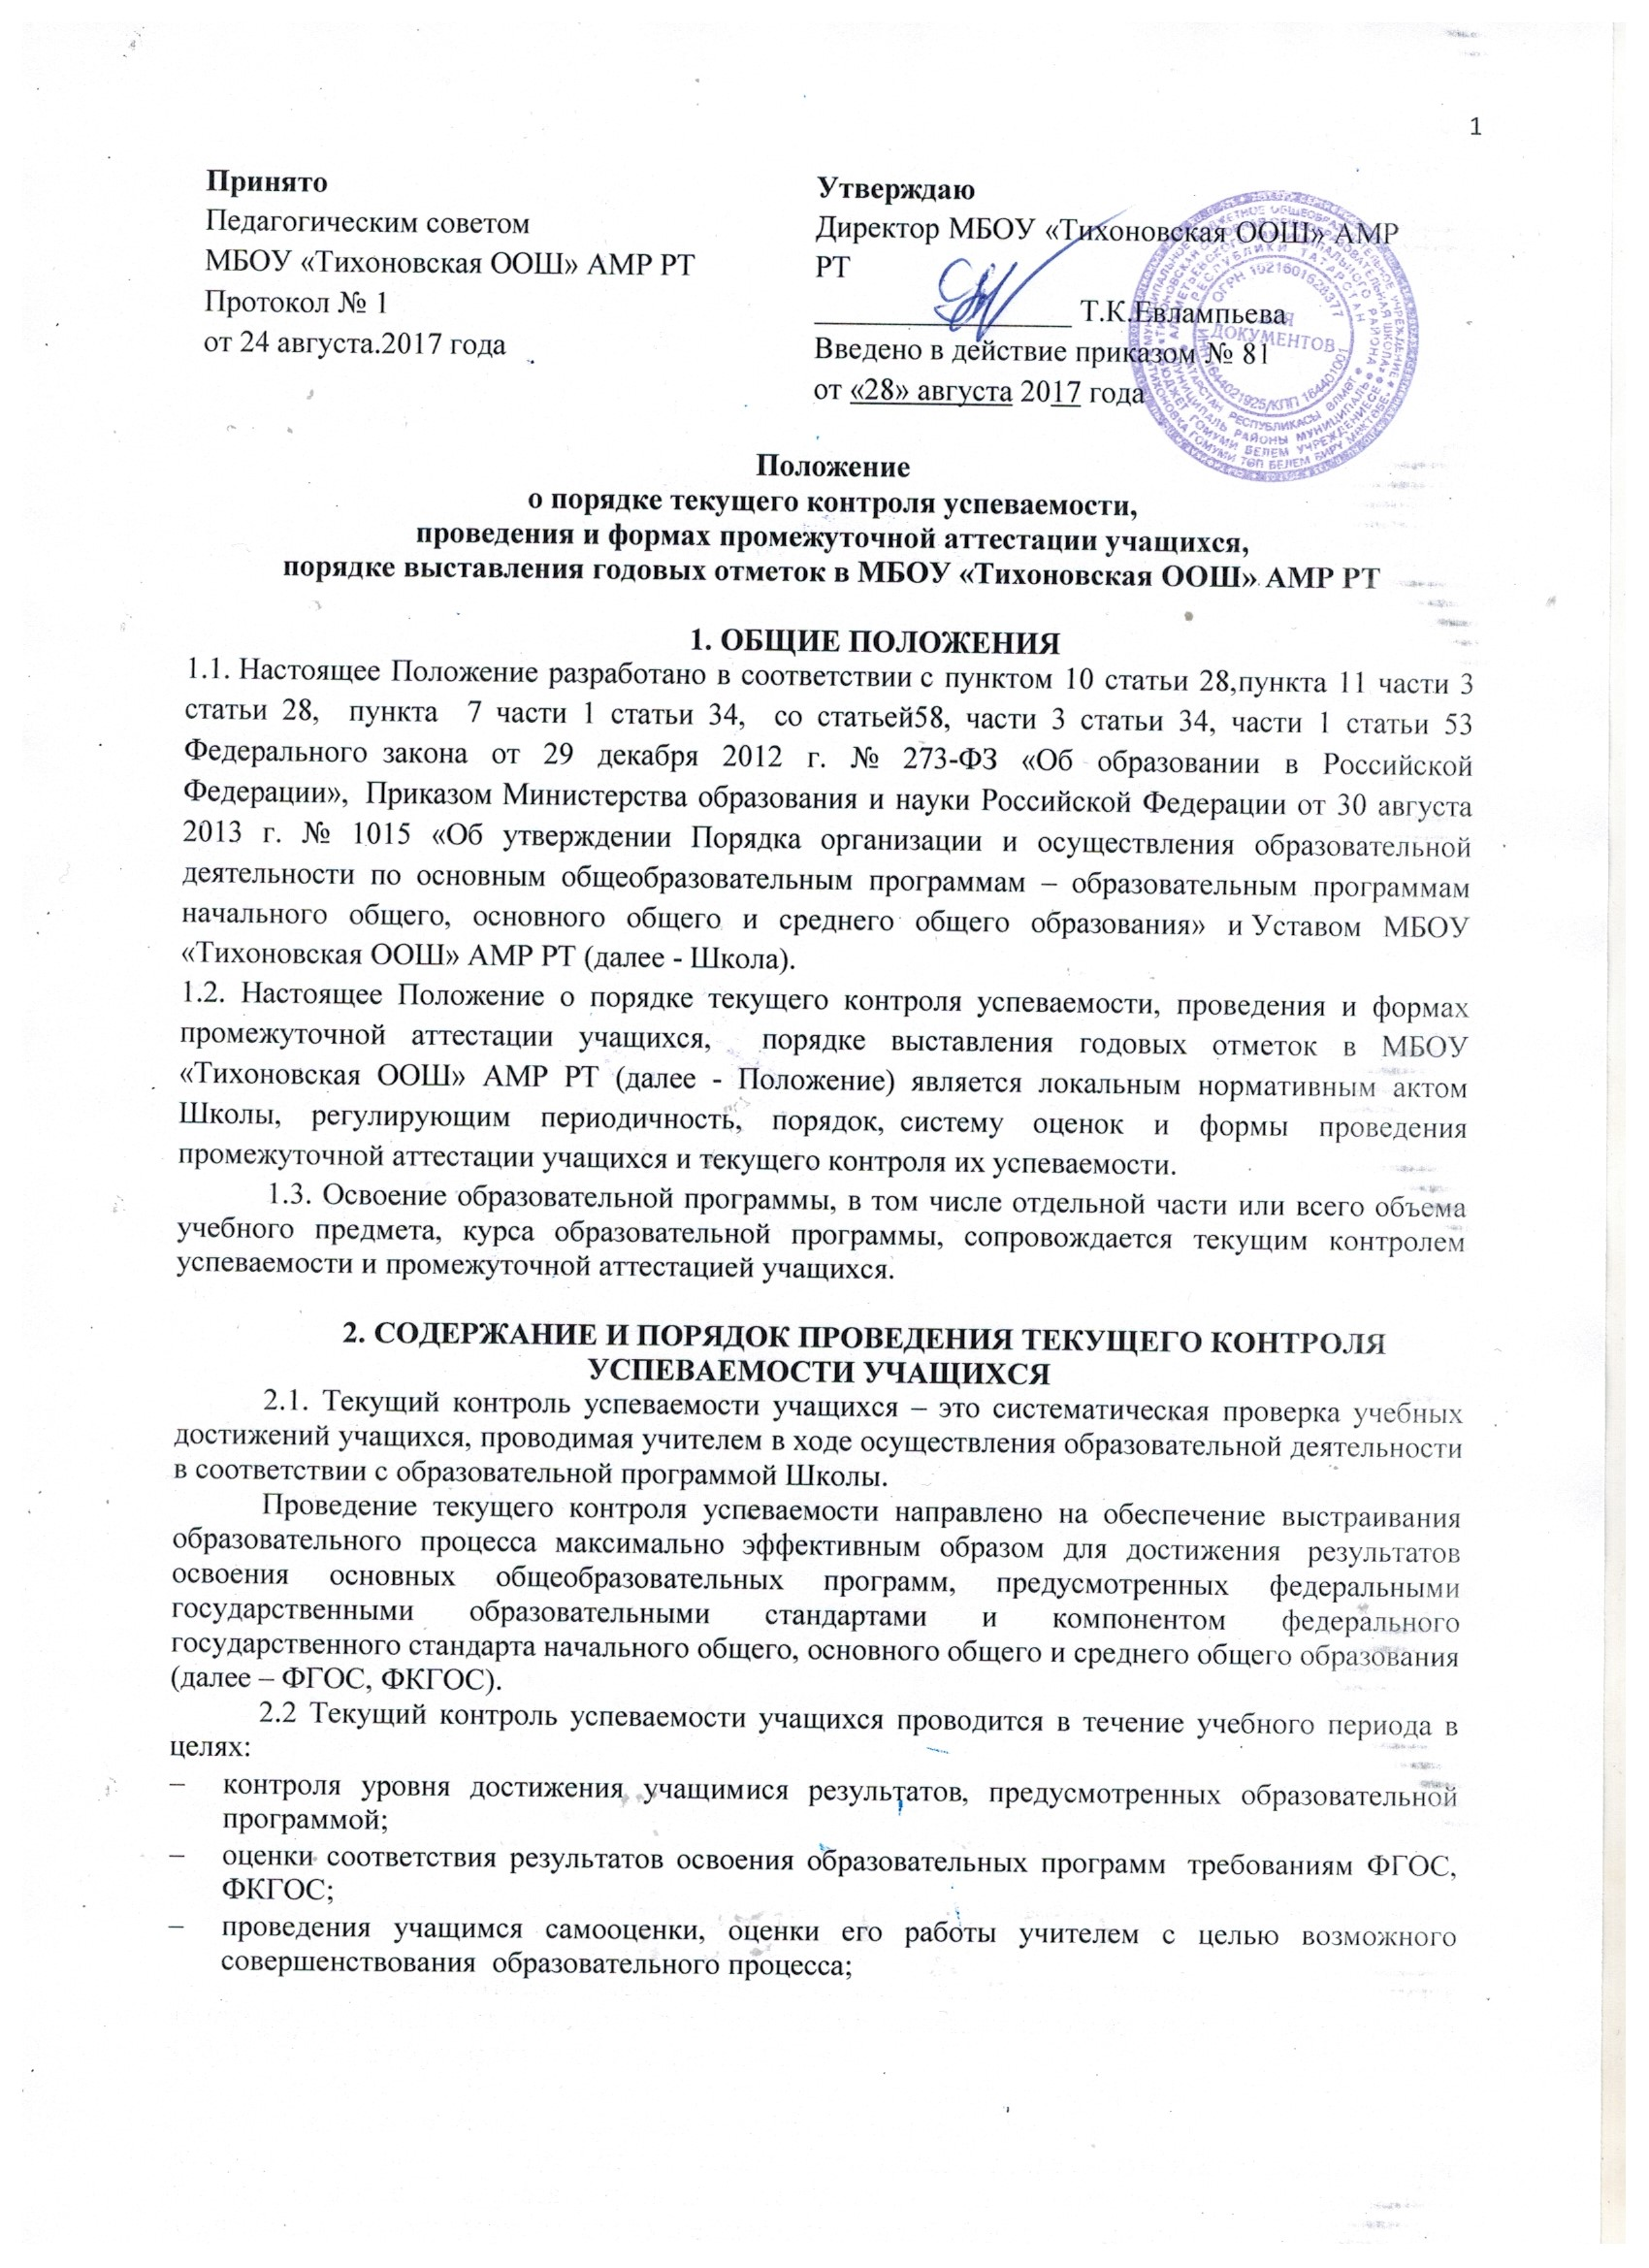 1
Принято
Педагогическим советом
МБОУ «Тихоновская ООШ» АМР РТ
Протокол № 1
от 24 августа.2017 года
Утверждаю
Директор МБОУ «Тихоновская ООШ» АМР
РТ
Т.К.Евлампьева
Введено в действие приказом № 81
от «28» августа 2017 года
ОГРН 1021601628377
ДЛЯ
ДОКУМЕНТОВ
ИНН 1644021925/КПП 164401001
Положение
о порядке текущего контроля успеваемости,
проведения и формах промежуточной аттестации учащихся,
порядке выставления годовых отметок в МБОУ «Тихоновская ООШ» АМР РТ
1. ОБЩИЕ ПОЛОЖЕНИЯ
1.1. Настоящее Положение разработано в соответствии с пунктом 10 статьи 28,пункта 11 части 3
статьи 28, пункта 7 части 1 статьи 34, со статьей58, части 3 статьи 34, части 1 статьи 53
Федерального закона от 29 декабря 2012 г. № 273-ФЗ «Об образовании в Российской
Федерации», Приказом Министерства образования и науки Российской Федерации от 30 августа
2013 г. № 1015 «Об утверждении Порядка организации и осуществления образовательной
деятельности по основным общеобразовательным программам – образовательным программам
начального общего, основного общего и среднего общего образования» и Уставом МБОУ
«Тихоновская ООШ» АМР РТ (далее - Школа).
1.2. Настоящее Положение о порядке текущего контроля успеваемости, проведения и формах
промежуточной аттестации учащихся, порядке выставления годовых отметок в МБОУ
«Тихоновская ООШ» АМР РТ (далее - Положение) является локальным нормативным актом
Школы, регулирующим периодичность, порядок, систему оценок и формы проведения
промежуточной аттестации учащихся и текущего контроля их успеваемости.
1.3. Освоение образовательной программы, в том числе отдельной части или всего объема
учебного предмета, курса образовательной программы, сопровождается текущим контролем
успеваемости и промежуточной аттестацией учащихся.
2. СОДЕРЖАНИЕ И ПОРЯДОК ПРОВЕДЕНИЯ ТЕКУЩЕГО КОНТРОЛЯ
УСПЕВАЕМОСТИ УЧАЩИХСЯ
2.1. Текущий контроль успеваемости учащихся – это систематическая проверка учебных
достижений учащихся, проводимая учителем в ходе осуществления образовательной деятельности
в соответствии с образовательной программой Школы.
Проведение текущего контроля успеваемости направлено на обеспечение выстраивания
образовательного процесса максимально эффективным образом для достижения результатов
освоения основных общеобразовательных программ, предусмотренных федеральными
государственными образовательными стандартами и компонентом федерального
государственного стандарта начального общего, основного общего и среднего общего образования
(далее – ФГОС, ФКГОС).
2.2 Текущий контроль успеваемости учащихся проводится в течение учебного периода в
целях:
– контроля уровня достижения учащимися результатов, предусмотренных образовательной
программой;
– оценки соответствия результатов освоения образовательных программ требованиям ФГОС,
ФКГОС;
– проведения учащимся самооценки, оценки его работы учителем с целью возможного
совершенствования образовательного процесса;